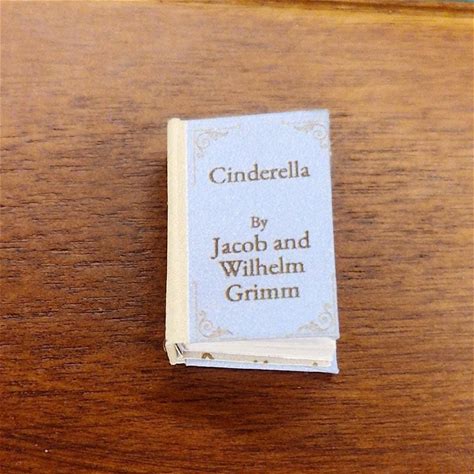 Cinderella
By
Jacob and
Wilhelm
Grimm